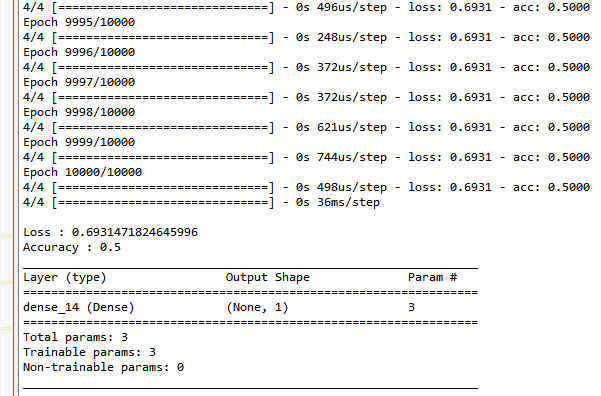 4/4 [==============================] - 0s 496us/step - loss: 0.6931 - acc: 0.5000
Epoch 9995/10000
4/4 [==============================] - 0s 248us/step - loss: 0.6931 - acc: 0.5000
Epoch 9996/10000
4/4 [==============================] - 0s 372us/step - loss: 0.6931 - acc: 0.5000
Epoch 9997/10000
4/4 [==============================] - 0s 372us/step - loss: 0.6931 - acc: 0.5000
Epoch 9998/10000
4/4 [==============================] - 0s 621us/step - loss: 0.6931 - acc: 0.5000
Epoch 9999/10000
4/4 [==============================] - 0s 744us/step - loss: 0.6931 - acc: 0.5000
Epoch 10000/10000
4/4 [==============================] - 0s 498us/step - loss: 0.6931 - acc: 0.5000
4/4 [==============================] - 0s 36ms/step
Loss : 0.6931471824645996
Accuracy : 0.5
_________________________________________________________________
Layer (type)                 Output Shape              Param #
=================================================================
dense_14 (Dense)             (None, 1)                 3
=================================================================
Total params: 3
Trainable params: 3
Non-trainable params: 0
_________________________________________________________________